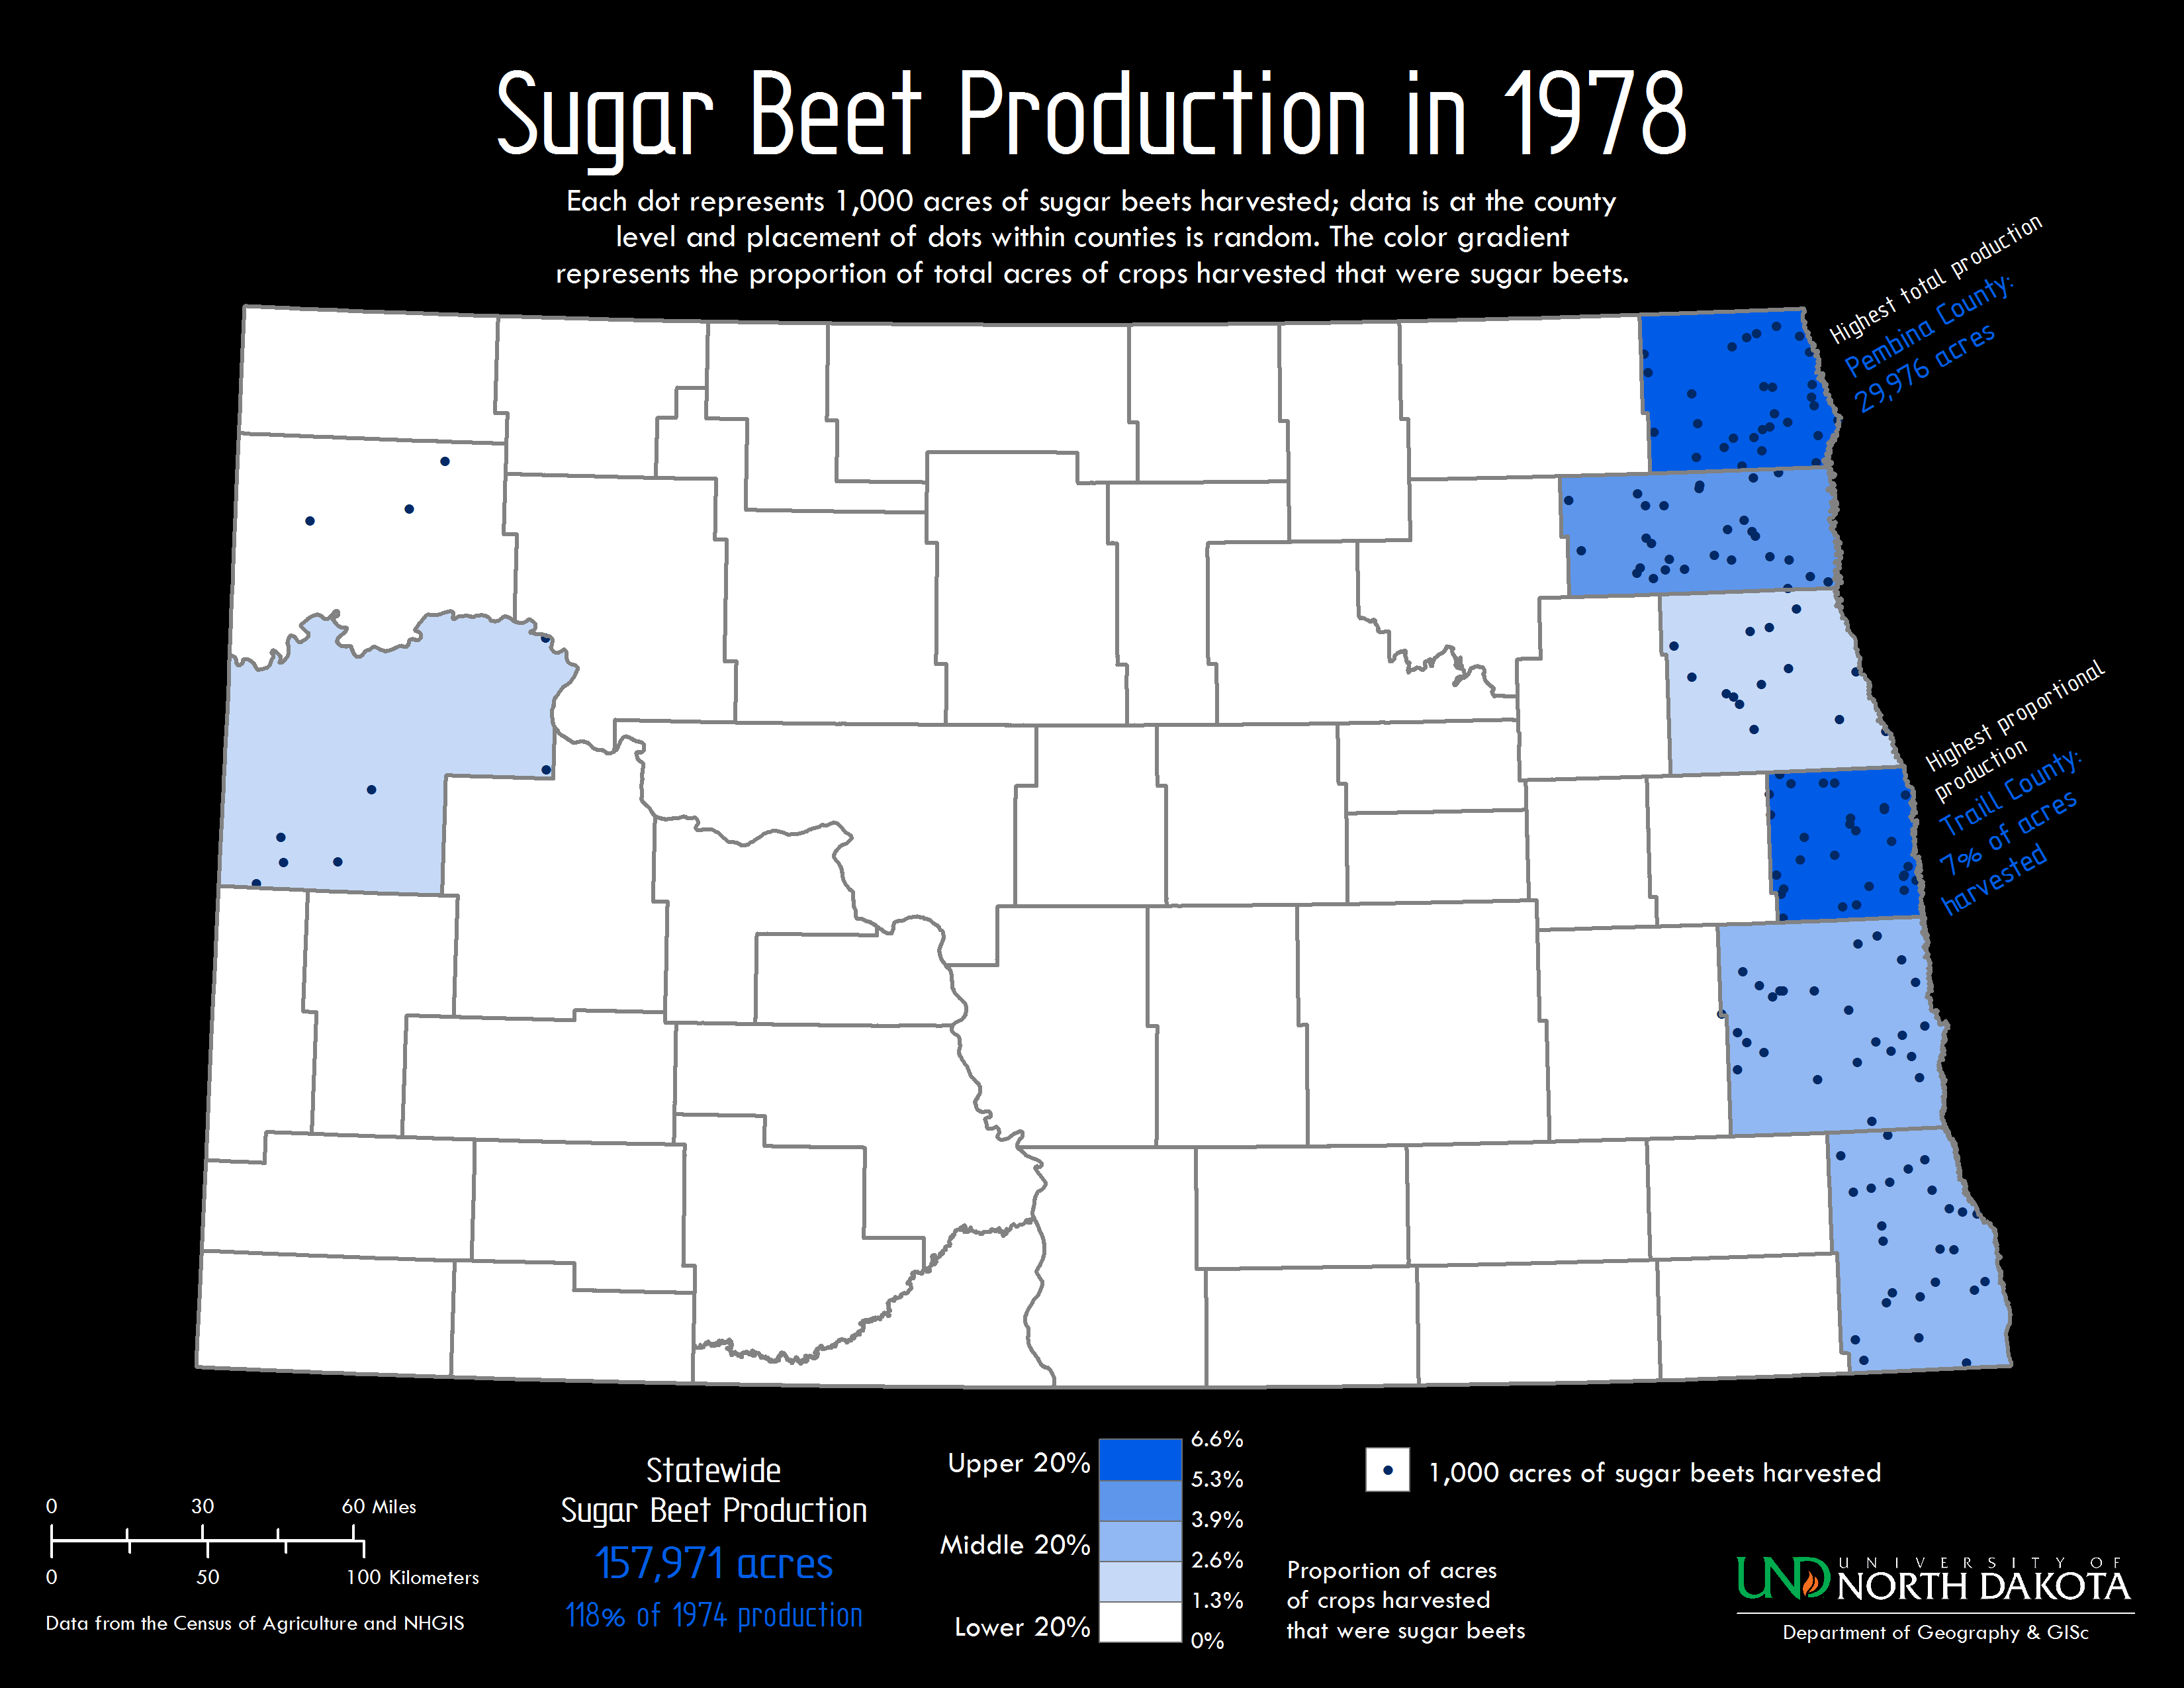 Sugar Beet Production in 1978
Each dot represents 1,000 acres of sugar beets harvested; data is at the county
level and placement of dots within counties is random. The color gradient
represents the proportion of total acres of crops harvested that were sugar beets.
Highest total production
Pembina County:
29,976 acres
Highest proportional
production
Traill County:
7% of acres
harvested
0 30 60 Miles
0 50 100 Kilometers
Data from the Census of Agriculture and NHGIS
Statewide
Sugar Beet Production
157,971 acres
118% of 1974 production
Upper 20%
Middle 20%
Lower 20%
6.6%
5.3%
3.9%
2.6%
1.3%
0%
1,000 acres of sugar beets harvested
Proportion of acres
of crops harvested
that were sugar beets
UND UNIVERSITY OF
NORTH DAKOTA
Department of Geography & GISc